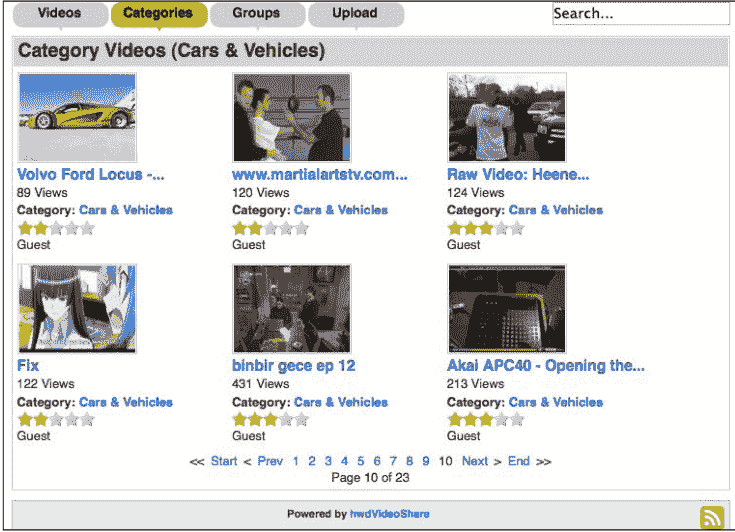 Videos Categories Groups Upload Search...
Category Videos (Cars & Vehicles)
Volvo Ford Locus -... www.martialartstv.com... Raw Video: Heene...
89 Views 120 Views 124 Views
Category: Cars & Vehicles Category: Cars & Vehicles Category: Cars & Vehicles
Guest Guest Guest
Fix binbir gece ep 12 Akai APC40 - Opening the...
122 Views 431 Views 213 Views
Category: Cars & Vehicles Category: Cars & Vehicles Category: Cars & Vehicles
Guest Guest Guest
<< Start < Prev 1 2 3 4 5 6 7 8 9 10 Next > End >>
Page 10 of 23
Powered by hwdVideoShare